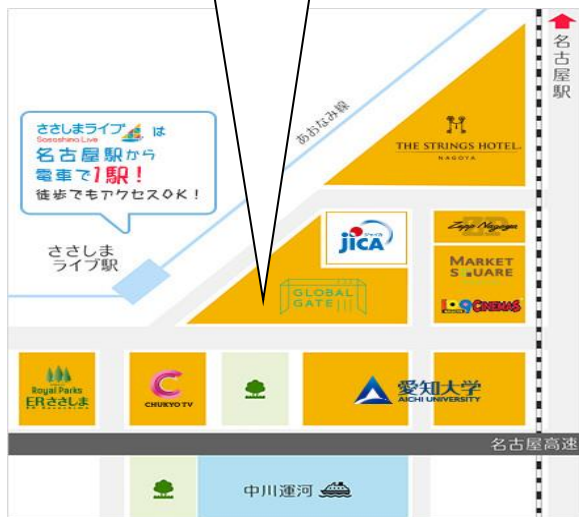 名古屋駅
あおなみ線
ささしまライブ は
Sasashima Live
名古屋駅から
電車で1駅！
徒歩でもアクセスOK！
THE STRINGS HOTEL
NAGOYA
ささしま
ライブ駅
ジャイカ
jICA
GLOBAL
GATE
Zepp Nagoya
MARKET
SQUARE
109CINEMAS
Royal Parks
ERささしま
CHUKYO TV
愛知大学
AICHI UNIVERSITY
名古屋高速
中川運河